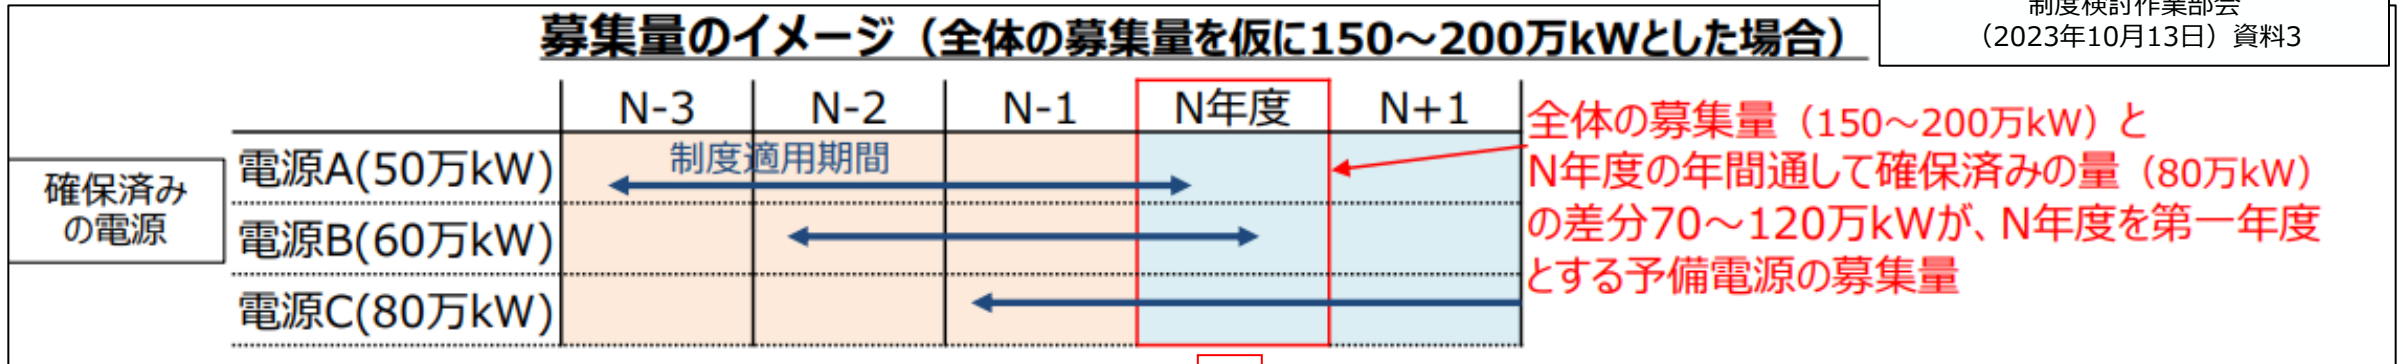 制度検討作業部会
（2023年10月13日）資料3
募集量のイメージ（全体の募集量を仮に150～200万kWとした場合）
N-3 N-2 N-1 N年度 N+1
制度適用期間
確保済み
の電源
電源A(50万kW)
電源B(60万kW)
電源C(80万kW)
全体の募集量（150～200万kW）と
N年度の年間通して確保済みの量（80万kW）
の差分70～120万kWが、N年度を第一年度
とする予備電源の募集量